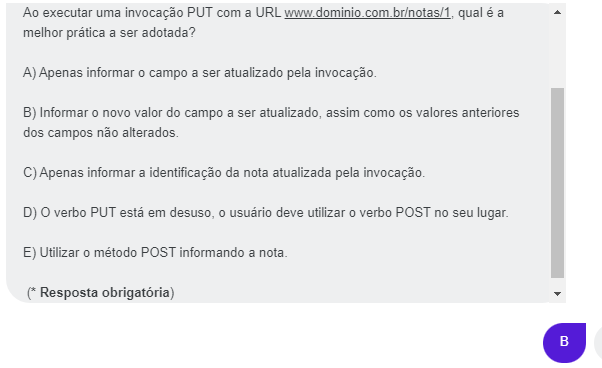 Ao executar uma invocação PUT com a URL www.dominio.com.br/notas/1, qual é a
melhor prática a ser adotada?
A) Apenas informar o campo a ser atualizado pela invocação.
B) Informar o novo valor do campo a ser atualizado, assim como os valores anteriores
dos campos não alterados.
C) Apenas informar a identificação da nota atualizada pela invocação.
D) O verbo PUT está em desuso, o usuário deve utilizar o verbo POST no seu lugar.
E) Utilizar o método POST informando a nota.
(* Resposta obrigatória)
B